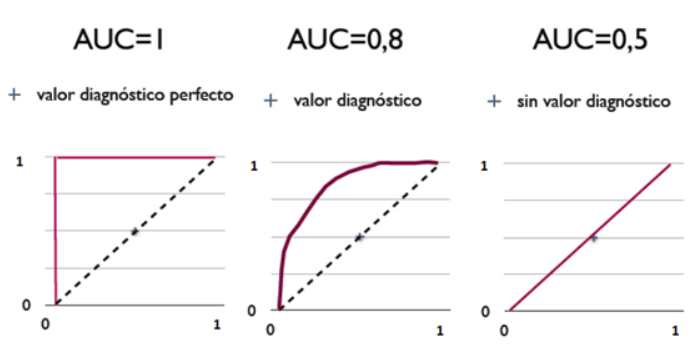 AUC=1
+ valor diagnóstico perfecto
1
0
0 1
AUC=0,8
+ valor diagnóstico
1
0
0 1
AUC=0,5
+ sin valor diagnóstico
1
0
0 1